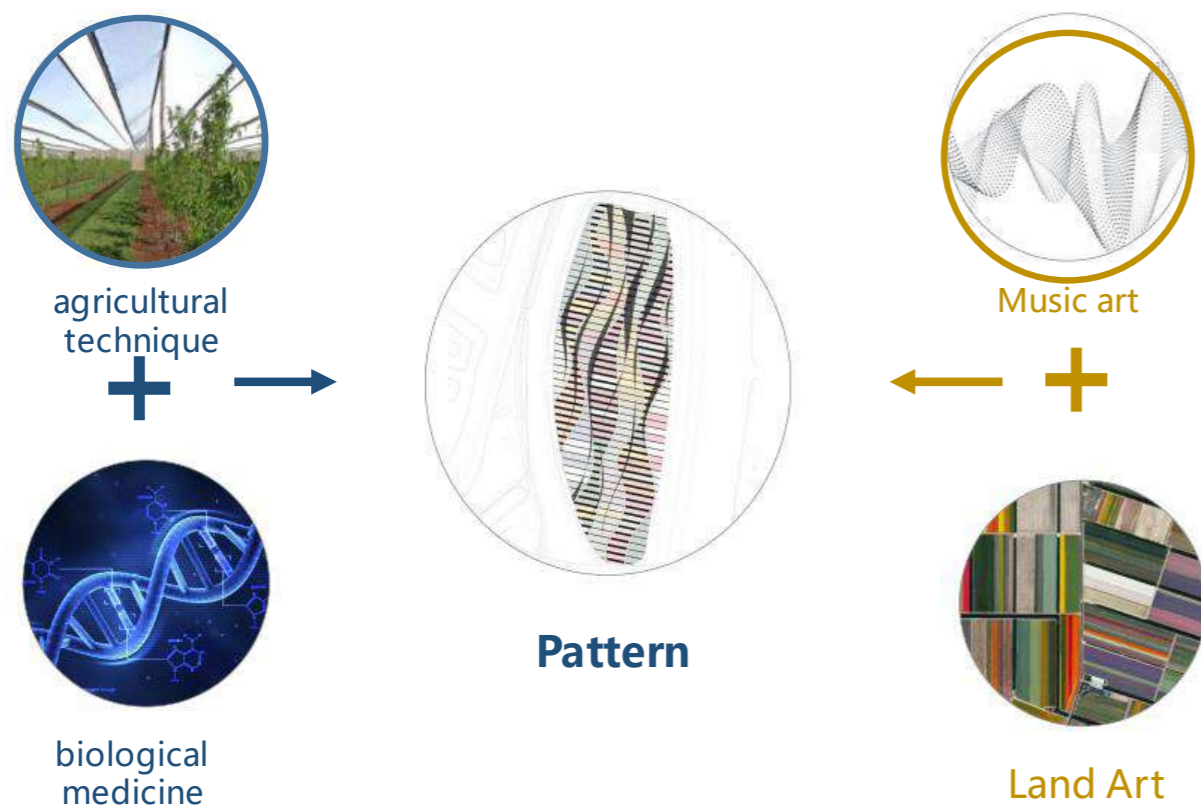 agricultural
technique
+
biological
medicine
Pattern
Music art
+
Land Art